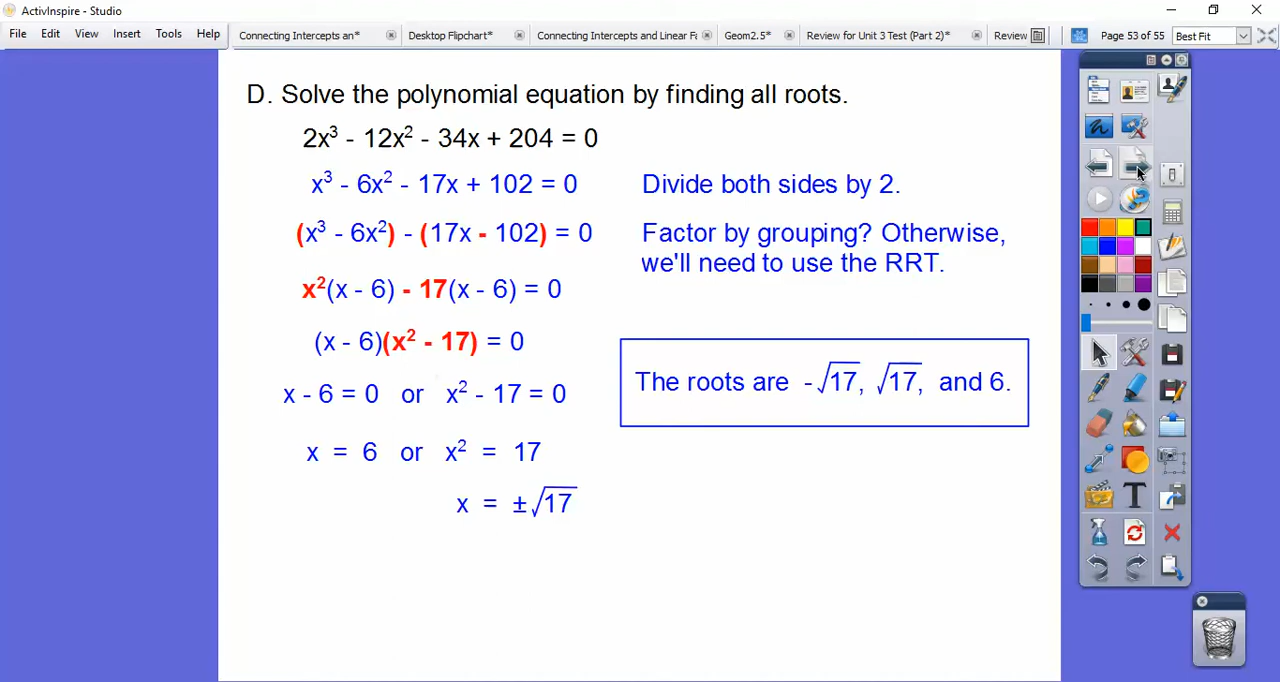 ActivInspire - Studio
File Edit View Insert Tools Help
Connecting Intercepts an* Desktop Flipchart* Connecting Intercepts and Linear Fa Geom2.5* Review for Unit 3 Test (Part 2)* Review Page 53 of 55 Best Fit
D. Solve the polynomial equation by finding all roots.
2x³ - 12x² - 34x + 204 = 0
x³ - 6x² - 17x + 102 = 0 Divide both sides by 2.
(x³ - 6x²) - (17x - 102) = 0 Factor by grouping? Otherwise,
we'll need to use the RRT.
x²(x - 6) - 17(x - 6) = 0
(x - 6)(x² - 17) = 0
The roots are -√17, √17, and 6.
x - 6 = 0 or x² - 17 = 0
x = 6 or x² = 17
x = ±√17
T